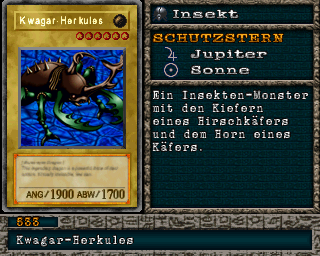 Kwagar-Herkules
ANG/1900 ABW/1700
Insekt
SCHUTZSTERN
Jupiter
Sonne
Ein Insekten-Monster
mit den Kiefern
eines Hirschkäfers
und dem Horn eines
Käfers.
533
Kwagar-Herkules